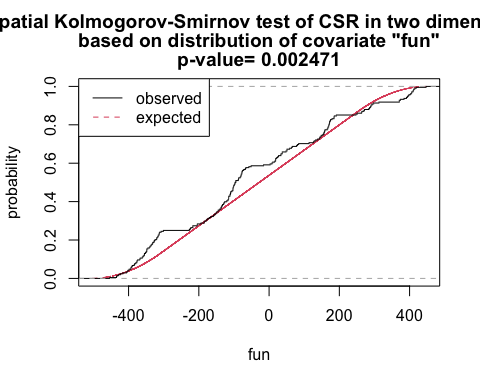 patial Kolmogorov-Smirnov test of CSR in two dimen
based on distribution of covariate "fun"
p-value= 0.002471
observed
expected
probability
1.0
0.8
0.6
0.4
0.2
0.0
-400 -200 0 200 400
fun